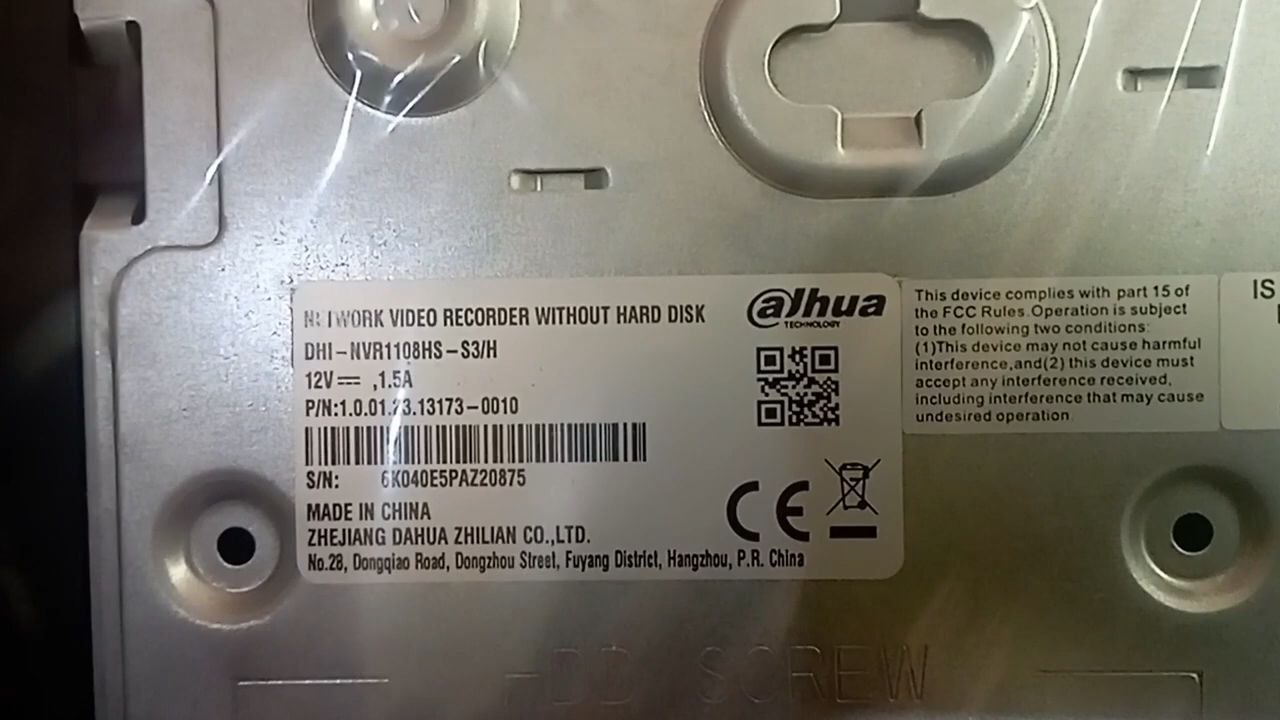 NETWORK VIDEO RECORDER WITHOUT HARD DISK
DHI-NVR1108HS-S3/H
12V ,1.5A
P/N:1.0.01.23.13173-0010
S/N: 6K040E5PAZ20875
MADE IN CHINA
ZHEJIANG DAHUA ZHILIAN CO.,LTD.
No.28, Dongqiao Road, Dongzhou Street, Fuyang District, Hangzhou, P.R. China
alhua
TECHNOLOGY
CE
This device complies with part 15 of
the FCC Rules.Operation is subject
to the following two conditions:
(1)This device may not cause harmful
interference,and(2) this device must
accept any interference received,
including interference that may cause
undesired operation.
IS
SCREW